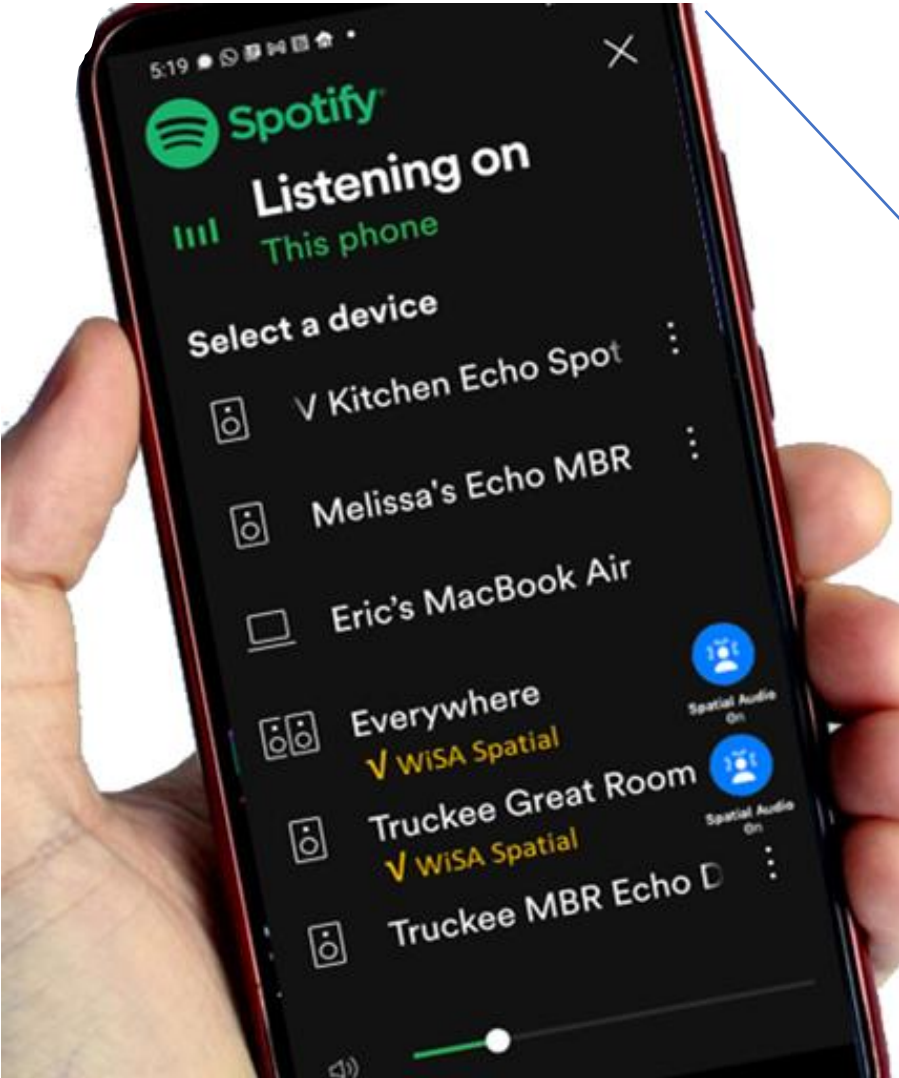 5:19
Spotify
Listening on
This phone
Select a device
V Kitchen Echo Spot
Melissa's Echo MBR
Eric's MacBook Air
Everywhere
Spatial Audio
On
√ WiSA Spatial
Truckee Great Room
Spatial Audio
On
√ WiSA Spatial
Truckee MBR Echo D